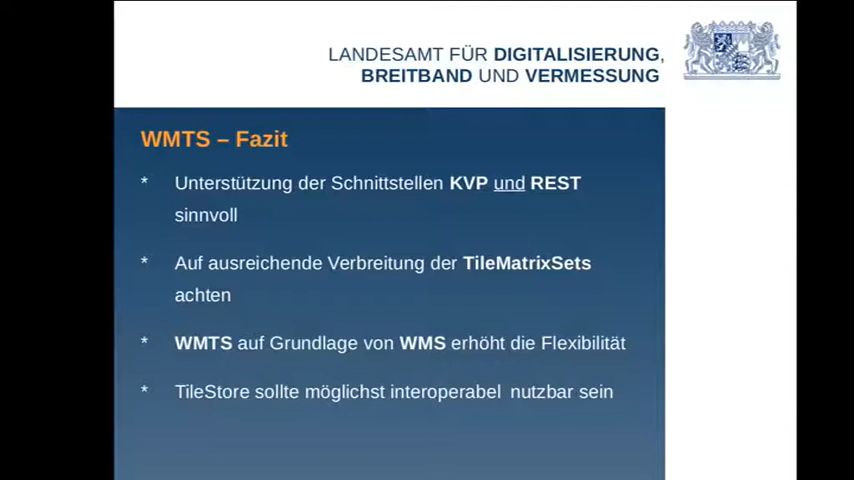 LANDESAMT FÜR DIGITALISIERUNG,
BREITBAND UND VERMESSUNG
WMTS – Fazit
* Unterstützung der Schnittstellen KVP und REST
sinnvoll
* Auf ausreichende Verbreitung der TileMatrixSets
achten
* WMTS auf Grundlage von WMS erhöht die Flexibilität
* TileStore sollte möglichst interoperabel nutzbar sein